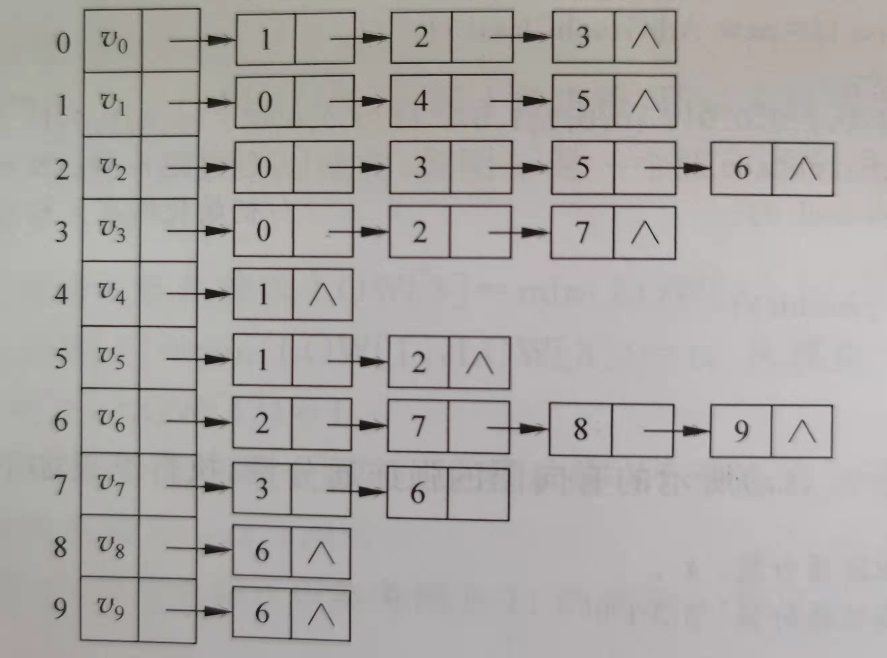 0 v₀ 1 2 3 ∧
1 v₁ 0 4 5 ∧
2 v₂ 0 3 5 6 ∧
3 v₃ 0 2 7 ∧
4 v₄ 1 ∧
5 v₅ 1 2 ∧
6 v₆ 2 7 8 9 ∧
7 v₇ 3 6
8 v₈ 6 ∧
9 v₉ 6 ∧